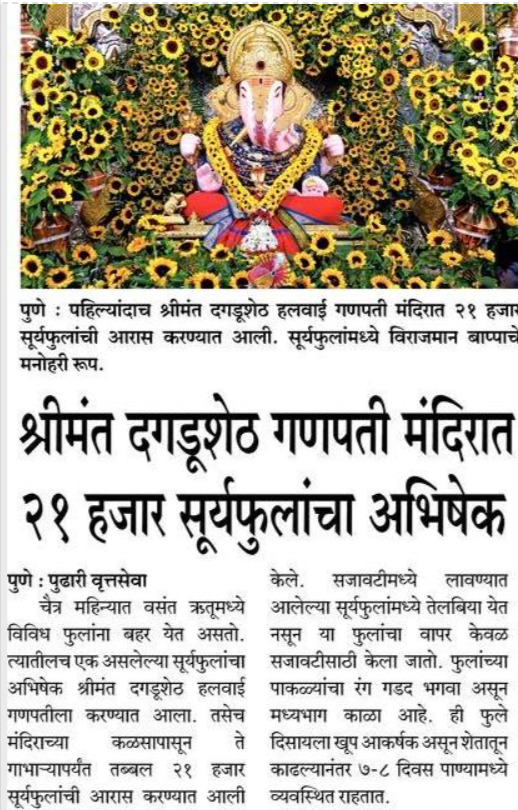 पुणे : पहिल्यांदाच श्रीमंत दगडूशेठ हलवाई गणपती मंदिरात २१ हजार
सूर्यफुलांची आरास करण्यात आली. सूर्यफुलांमध्ये विराजमान बाप्पाचे
मनोहरी रूप.
श्रीमंत दगडूशेठ गणपती मंदिरात
२१ हजार सूर्यफुलांचा अभिषेक
पुणे : पुढारी वृत्तसेवा
चैत्र महिन्यात वसंत ऋतूमध्ये
विविध फुलांना बहर येत असतो.
त्यातीलच एक असलेल्या सूर्यफुलांचा
अभिषेक श्रीमंत दगडूशेठ हलवाई
गणपतीला करण्यात आला. तसेच
मंदिराच्या कळसापासून ते
गाभाऱ्यापर्यंत तब्बल २१ हजार
सूर्यफुलांची आरास करण्यात आली
केले. सजावटीमध्ये लावण्यात
आलेल्या सूर्यफुलांमध्ये तेलबिया येत
नसून या फुलांचा वापर केवळ
सजावटीसाठी केला जातो. फुलांच्या
पाकळ्यांचा रंग गडद भगवा असून
मध्यभाग काळा आहे. ही फुले
दिसायला खूप आकर्षक असून शेतातून
काढल्यानंतर ७-८ दिवस पाण्यामध्ये
व्यवस्थित राहतात.